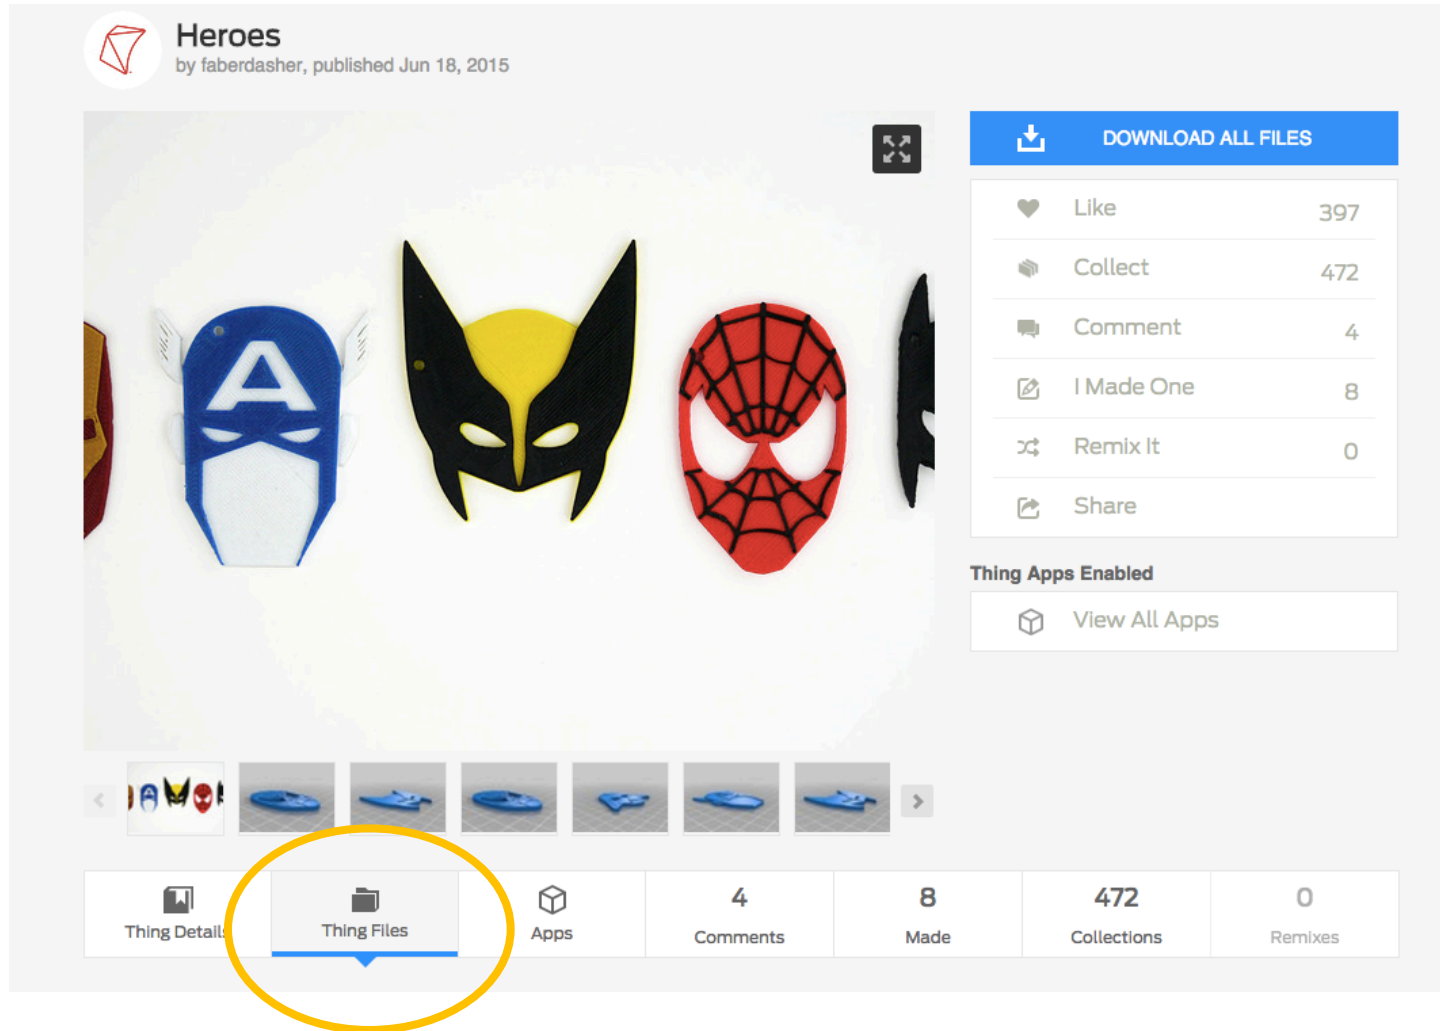 Heroes
by faberdasher, published Jun 18, 2015
DOWNLOAD ALL FILES
Like 397
Collect 472
Comment 4
I Made One 8
Remix It 0
Share
Thing Apps Enabled
View All Apps
A
Thing Details
Thing Files
Apps
4
Comments
8
Made
472
Collections
0
Remixes